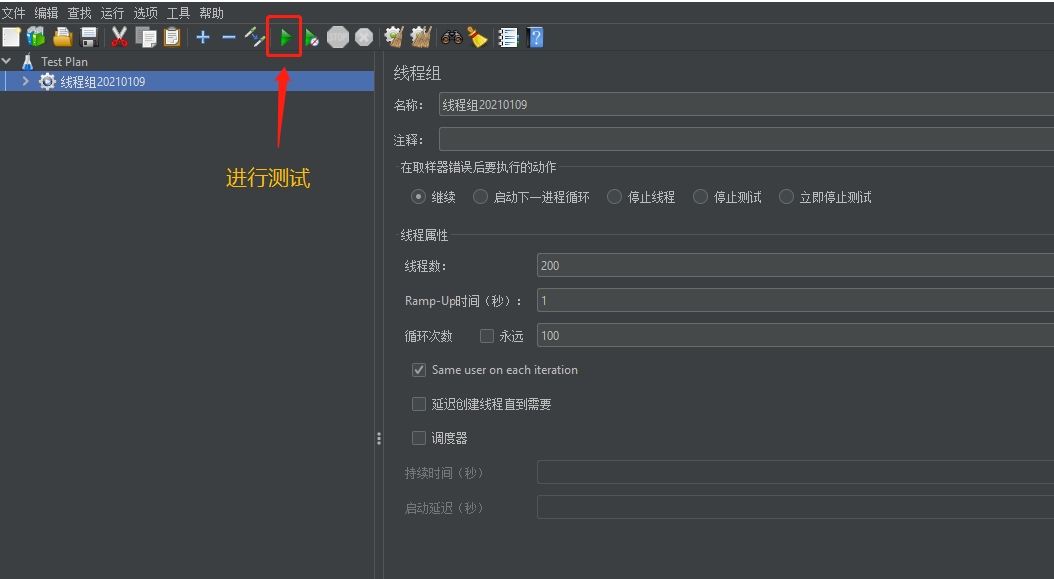 文件 编辑 查找 运行 选项 工具 帮助
STOP
Test Plan
线程组20210109
进行测试
线程组
名称： 线程组20210109
注释：
在取样器错误后要执行的动作
继续 启动下一进程循环 停止线程 停止测试 立即停止测试
线程属性
线程数： 200
Ramp-Up时间（秒）： 1
循环次数 永远 100
Same user on each iteration
延迟创建线程直到需要
调度器
持续时间（秒）
启动延迟（秒）